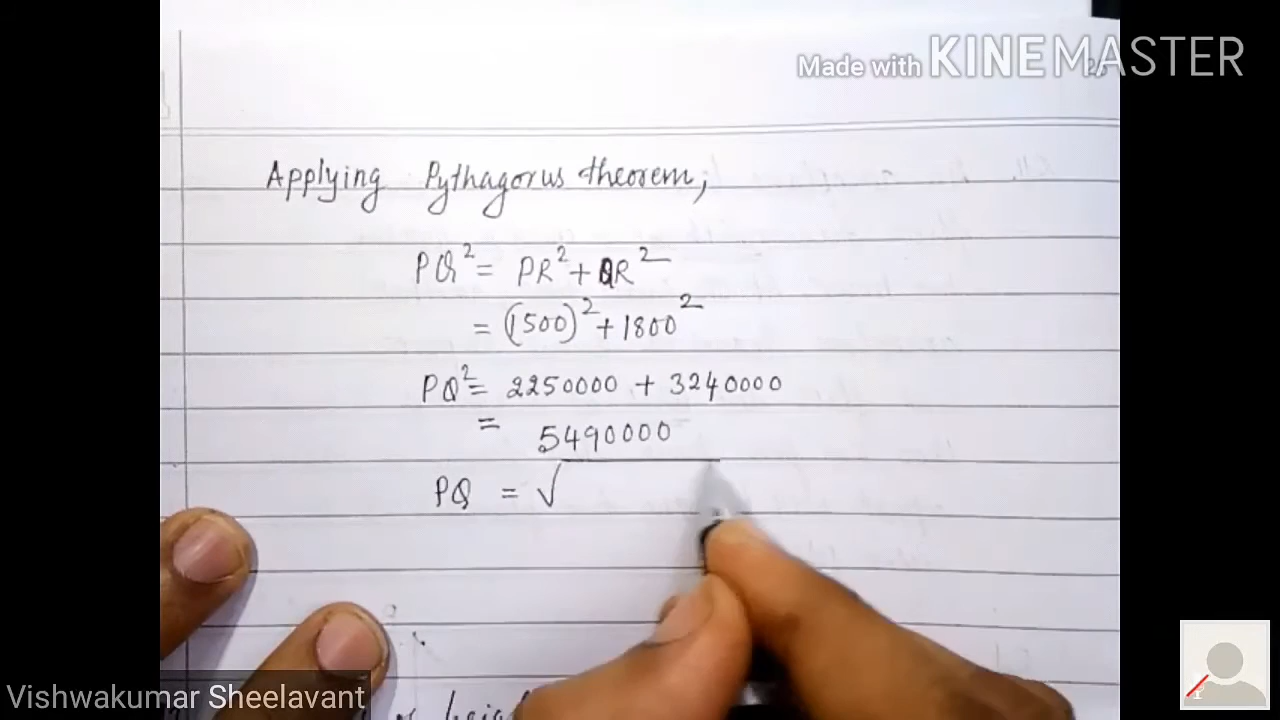 Made with KINEMASTER
Applying Pythagorus theorem,
PQ² = PR² + QR²
= (1500)² + 1800²
PQ² = 2250000 + 3240000
= 5490000
PQ = √
Vishwakumar Sheelavant